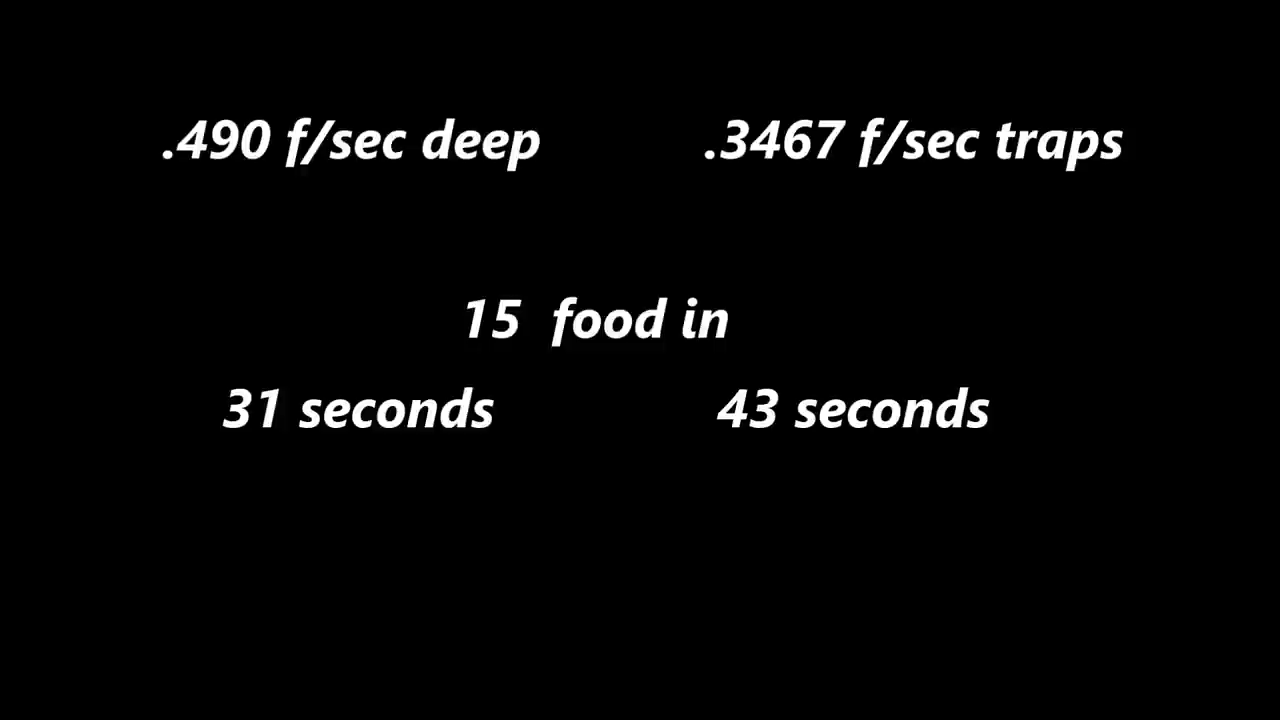 .490 f/sec deep .3467 f/sec traps
15 food in
31 seconds 43 seconds